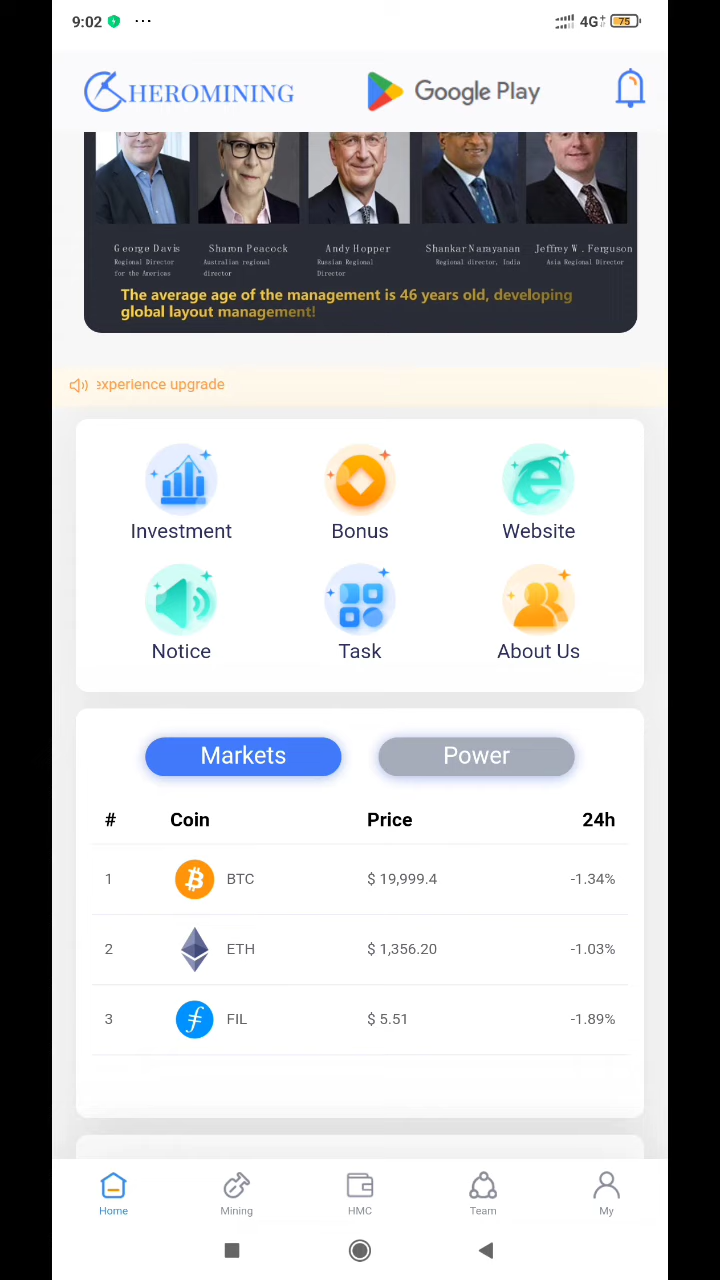 9:02 ... 4G+ 75
HEROMINING Google Play
George Davis Sharon Peacock Andy Hopper Shankar Narayanan Jeffrey W. Ferguson
Regional Director for the Americas
Australian regional director
Russian Regional Director
Regional director, India
Asia Regional Director
The average age of the management is 46 years old, developing
global layout management!
experience upgrade
Investment Bonus Website
Notice Task About Us
Markets Power
# Coin Price 24h
1 BTC $ 19,999.4 -1.34%
2 ETH $ 1,356.20 -1.03%
3 FIL $ 5.51 -1.89%
Home Mining HMC Team My